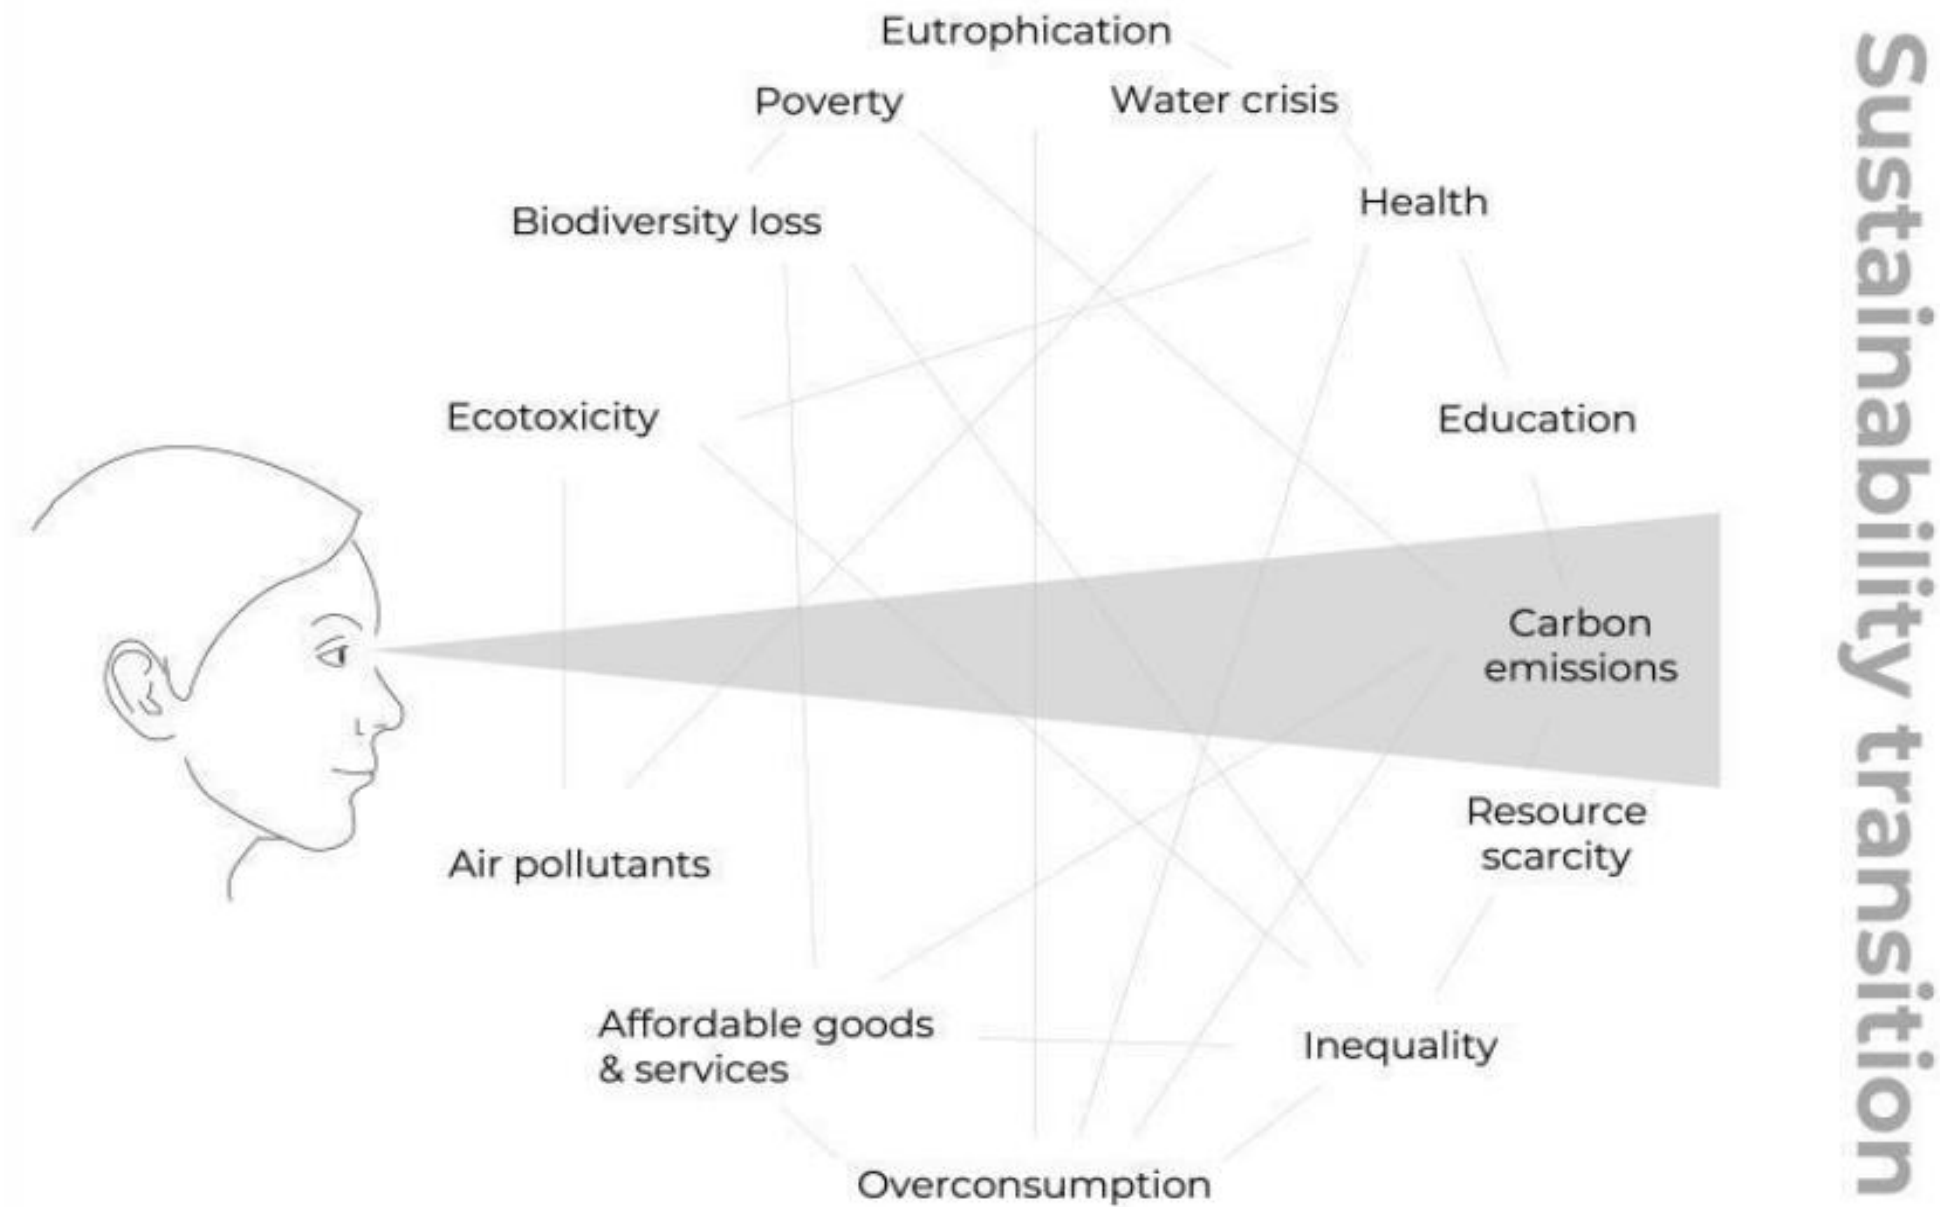 Eutrophication
Poverty
Water crisis
Health
Biodiversity loss
Ecotoxicity
Education
Carbon
emissions
Resource
scarcity
Air pollutants
Affordable goods
& services
Inequality
Overconsumption
Sustainability transition